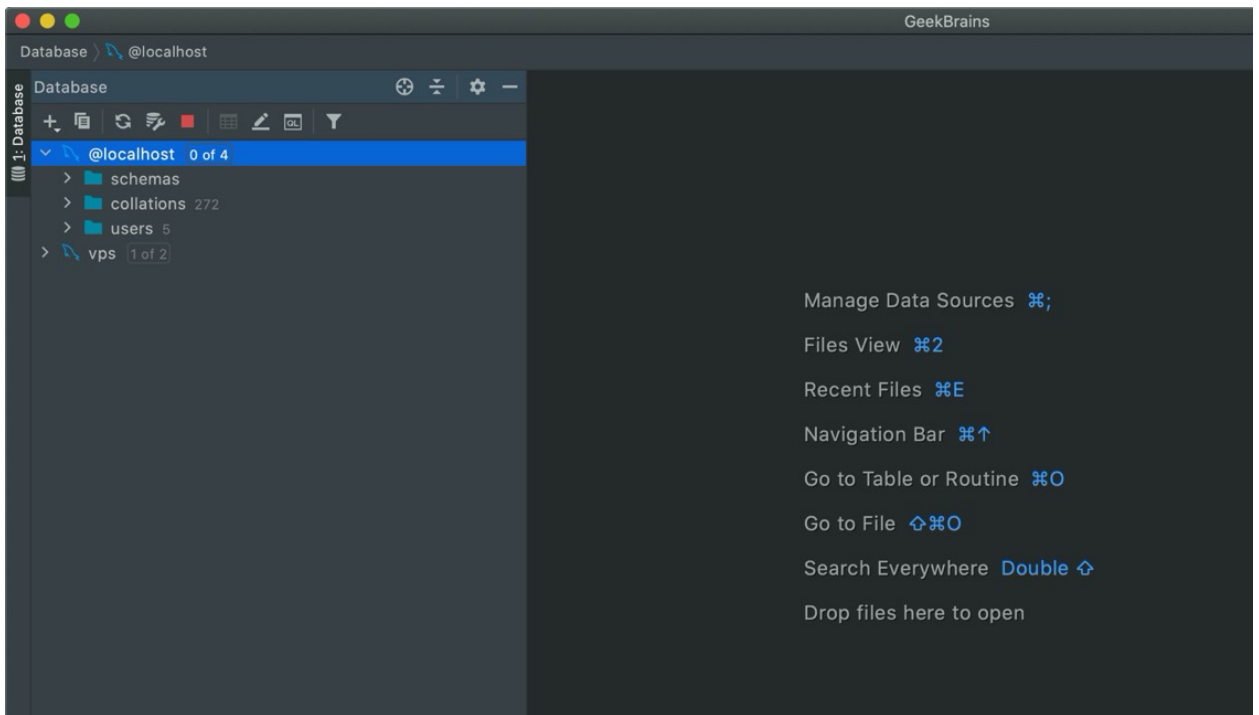 GeekBrains
Database 〉 @localhost
1: Database
Database
QL
@localhost 0 of 4
schemas
collations 272
users 5
vps 1 of 2
Manage Data Sources ⌘;
Files View ⌘2
Recent Files ⌘E
Navigation Bar ⌘↑
Go to Table or Routine ⌘O
Go to File ⇧⌘O
Search Everywhere Double ⇧
Drop files here to open